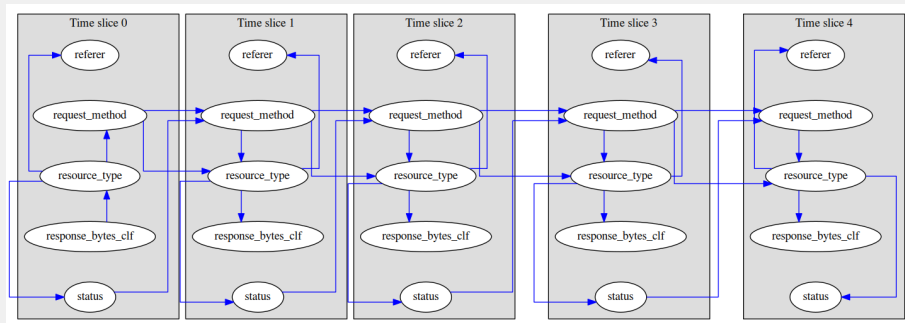 Time slice 0
referer
request_method
resource_type
response_bytes_clf
status
Time slice 1
referer
request_method
resource_type
response_bytes_clf
status
Time slice 2
referer
request_method
resource_type
response_bytes_clf
status
Time slice 3
referer
request_method
resource_type
response_bytes_clf
status
Time slice 4
referer
request_method
resource_type
response_bytes_clf
status